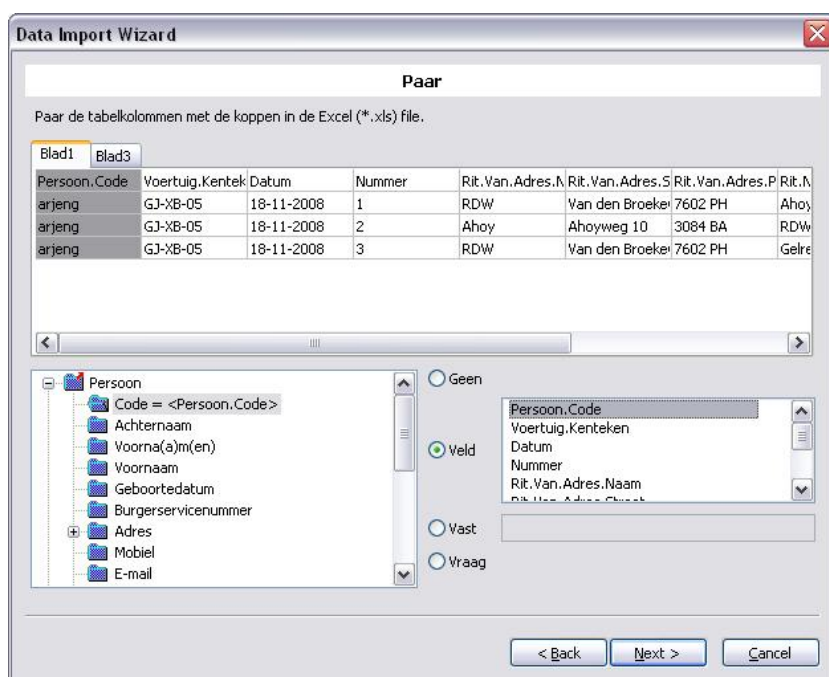 Data Import Wizard
Paar
Paar de tabelkolommen met de koppen in de Excel (*.xls) file.
Blad1 Blad3
Persoon.Code Voertuig.Kentek Datum Nummer Rit.Van.Adres.N Rit.Van.Adres.S Rit.Van.Adres.P Rit.N
arjeng GJ-XB-05 18-11-2008 1 RDW Van den Broeke 7602 PH Ahoy
arjeng GJ-XB-05 18-11-2008 2 Ahoy Ahoyweg 10 3084 BA RDW
arjeng GJ-XB-05 18-11-2008 3 RDW Van den Broeke 7602 PH Gelre
Persoon
Code = <Persoon.Code>
Achternaam
Voorna(a)m(en)
Voornaam
Geboortedatum
Burgerservicenummer
Adres
Mobiel
E-mail
Geen
Veld
Persoon.Code
Voertuig.Kenteken
Datum
Nummer
Rit.Van.Adres.Naam
Vast
Vraag
< Back Next > Cancel